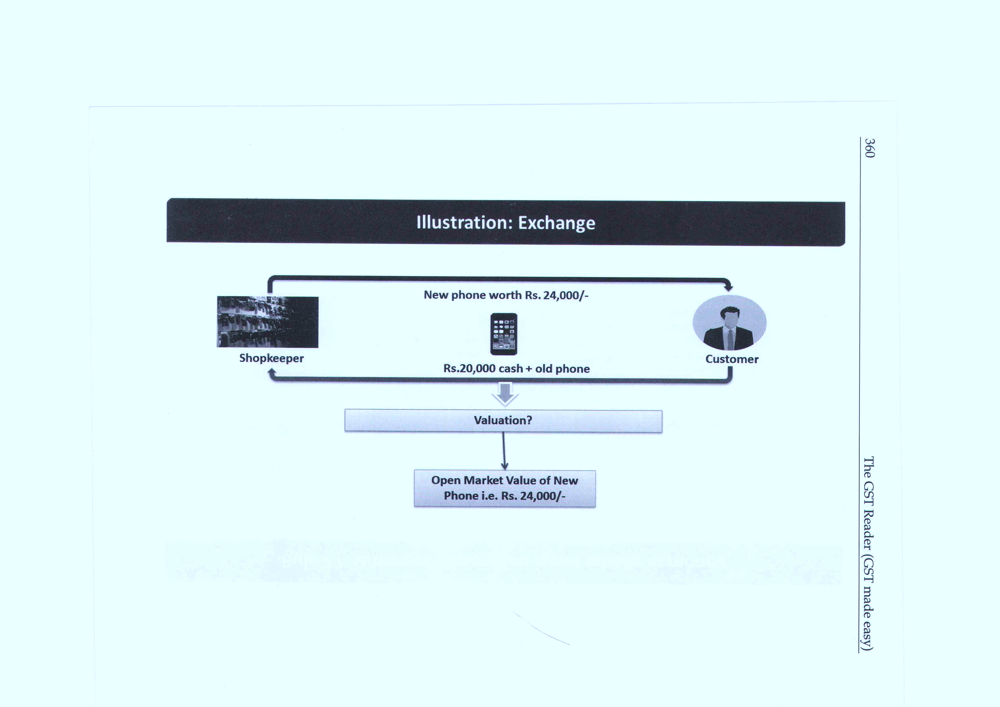 360
The GST Reader (GST made easy)
Illustration: Exchange
New phone worth Rs. 24,000/-
Shopkeeper
Customer
Rs.20,000 cash + old phone
Valuation?
Open Market Value of New
Phone i.e. Rs. 24,000/-